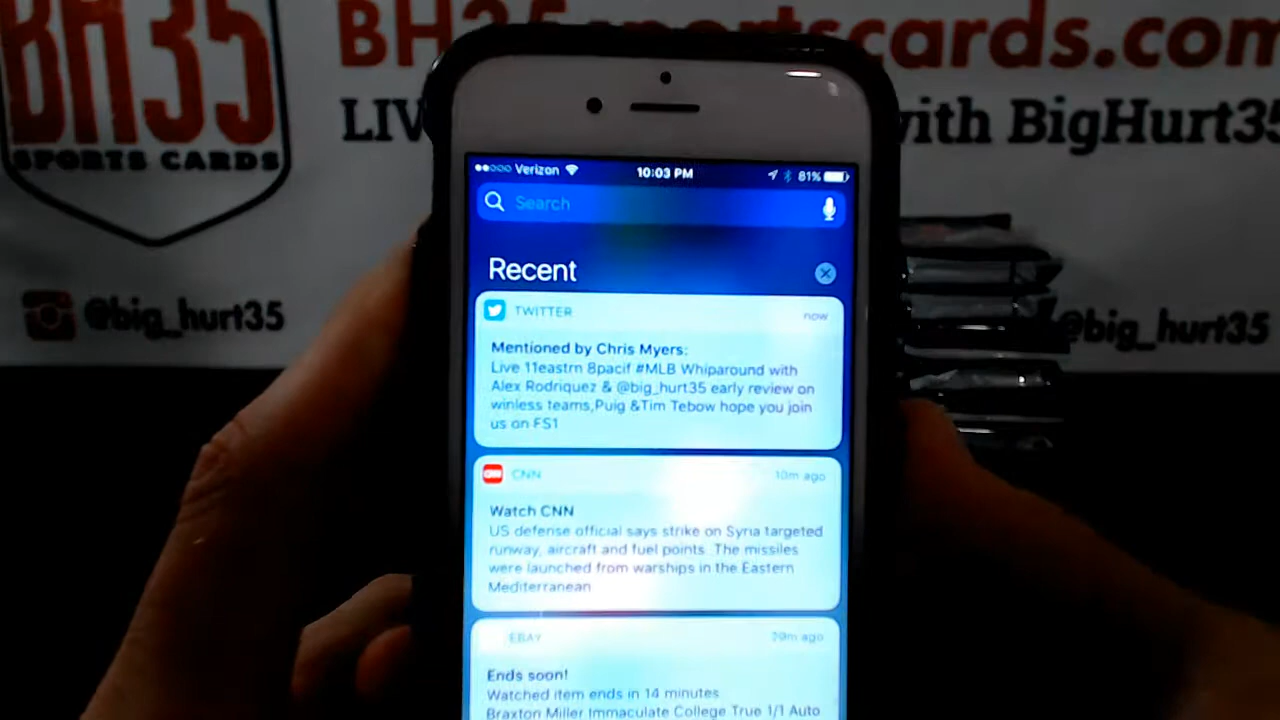 BH35
SPORTS CARDS
BH35sportscards.com
LIV
with BigHurt35
@big_hurt35
@big_hurt35
Verizon
10:03 PM
81%
Search
Recent
TWITTER
now
Mentioned by Chris Myers:
Live 11eastrn 8pacif #MLB Whiparound with
Alex Rodriquez & @big_hurt35 early review on
winless teams,Puig &Tim Tebow hope you join
us on FS1
CNN
10m ago
Watch CNN
US defense official says strike on Syria targeted
runway, aircraft and fuel points. The missiles
were launched from warships in the Eastern
Mediterranean
EBAY
29m ago
Ends soon!
Watched item ends in 14 minutes
Braxton Miller Immaculate College True 1/1 Auto